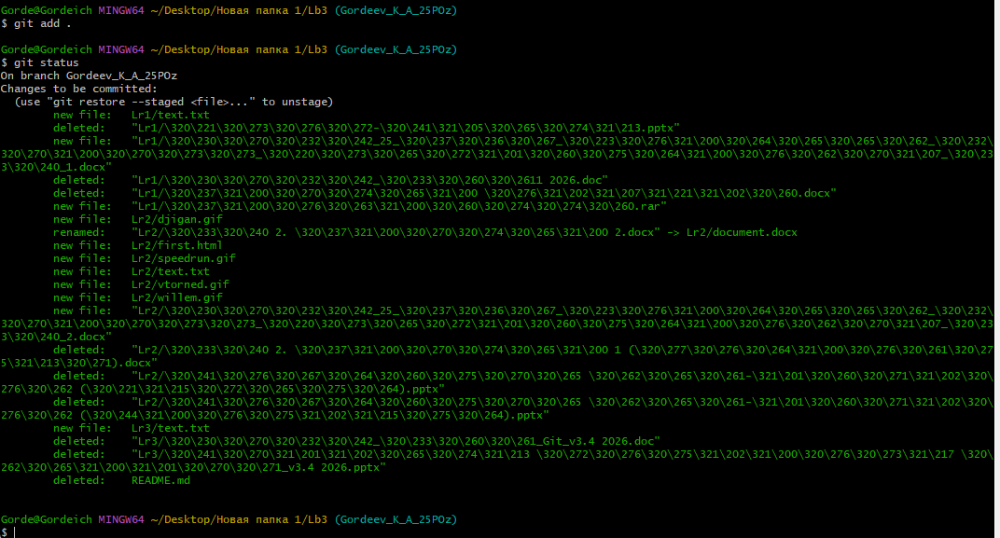 Gorde@Gordeich MINGW64 ~/Desktop/Новая папка 1/Lb3 (Gordeev_K_A_25POz)
$ git add .
Gorde@Gordeich MINGW64 ~/Desktop/Новая папка 1/Lb3 (Gordeev_K_A_25POz)
$ git status
On branch Gordeev_K_A_25POz
Changes to be committed:
  (use "git restore --staged <file>..." to unstage)
        new file:   Lr1/text.txt
        deleted:    "Lr1/\320\221\320\273\320\276\320\272-\320\241\321\205\320\265\320\274\321\213.pptx"
        new file:   "Lr1/\320\230\320\270\320\232\320\242_25_\320\237\320\236\320\267_\320\223\320\276\321\200\320\264\320\265\320\265\320\262_\320\232\
320\270\321\200\320\270\320\273\320\273_\320\220\320\273\320\265\320\272\321\201\320\260\320\275\320\264\321\200\320\276\320\262\320\270\321\207_\320\23
3\320\240_1.docx"
        deleted:    "Lr1/\320\230\320\270\320\232\320\242_\320\233\320\260\320\2611 2026.doc"
        deleted:    "Lr1/\320\237\321\200\320\270\320\274\320\265\321\200 \320\276\321\202\321\207\321\221\321\202\320\260.docx"
        new file:   "Lr1/\320\237\321\200\320\276\320\263\321\200\320\260\320\274\320\274\320\260.rar"
        new file:   Lr2/djigan.gif
        renamed:    "Lr2/\320\233\320\240 2. \320\237\321\200\320\270\320\274\320\265\321\200 2.docx" -> Lr2/document.docx
        new file:   Lr2/first.html
        new file:   Lr2/speedrun.gif
        new file:   Lr2/text.txt
        new file:   Lr2/vtorned.gif
        new file:   Lr2/willem.gif
        new file:   "Lr2/\320\230\320\270\320\232\320\242_25_\320\237\320\236\320\267_\320\223\320\276\321\200\320\264\320\265\320\265\320\262_\320\232\
320\270\321\200\320\270\320\273\320\273_\320\220\320\273\320\265\320\272\321\201\320\260\320\275\320\264\321\200\320\276\320\262\320\270\321\207_\320\23
3\320\240_2.docx"
        deleted:    "Lr2/\320\233\320\240 2. \320\237\321\200\320\270\320\274\320\265\321\200 1 (\320\277\320\276\320\264\321\200\320\276\320\261\320\27
5\321\213\320\271).docx"
        deleted:    "Lr2/\320\241\320\276\320\267\320\264\320\260\320\275\320\270\320\265 \320\262\320\265\320\261-\321\201\320\260\320\271\321\202\320\
276\320\262 (\320\221\321\215\320\272\320\265\320\275\320\264).pptx"
        deleted:    "Lr2/\320\241\320\276\320\267\320\264\320\260\320\275\320\270\320\265 \320\262\320\265\320\261-\321\201\320\260\320\271\321\202\320\
276\320\262 (\320\244\321\200\320\276\320\275\321\202\321\215\320\275\320\264).pptx"
        new file:   Lr3/text.txt
        deleted:    "Lr3/\320\230\320\270\320\232\320\242_\320\233\320\260\320\261_Git_v3.4 2026.doc"
        deleted:    "Lr3/\320\241\320\270\321\201\321\202\320\265\320\274\321\213 \320\272\320\276\320\275\321\202\321\200\320\276\320\273\321\217 \320\
262\320\265\321\200\321\201\320\270\320\271_v3.4 2026.pptx"
        deleted:    README.md
Gorde@Gordeich MINGW64 ~/Desktop/Новая папка 1/Lb3 (Gordeev_K_A_25POz)
$